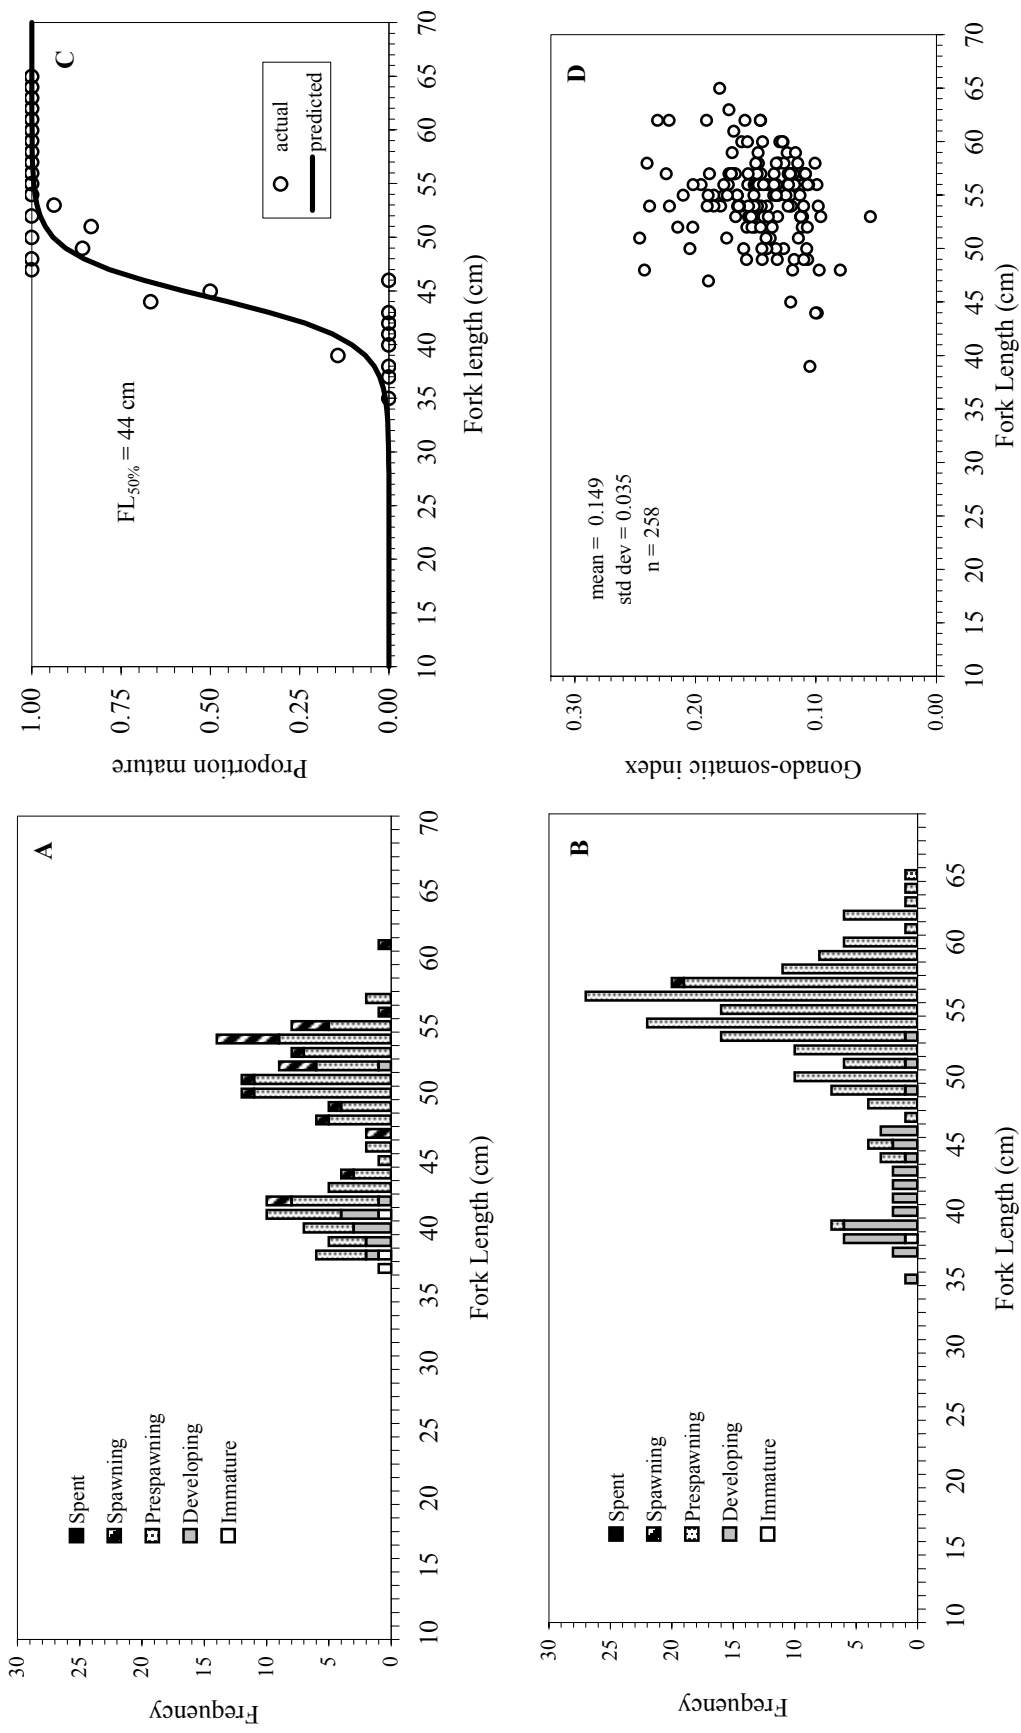 A
30
25
20
15
10
5
0
Frequency
Spent
Spawning
Prespawning
Developing
Immature
10 15 20 25 30 35 40 45 50 55 60 65 70
Fork Length (cm)
C
1.00
0.75
0.50
0.25
0.00
Proportion mature
FL50% = 44 cm
actual
predicted
10 15 20 25 30 35 40 45 50 55 60 65 70
Fork length (cm)
B
30
25
20
15
10
5
0
Frequency
Spent
Spawning
Prespawning
Developing
Immature
10 15 20 25 30 35 40 45 50 55 60 65
Fork Length (cm)
D
0.30
0.20
0.10
0.00
Gonado-somatic index
mean = 0.149
std dev = 0.035
n = 258
10 15 20 25 30 35 40 45 50 55 60 65 70
Fork Length (cm)